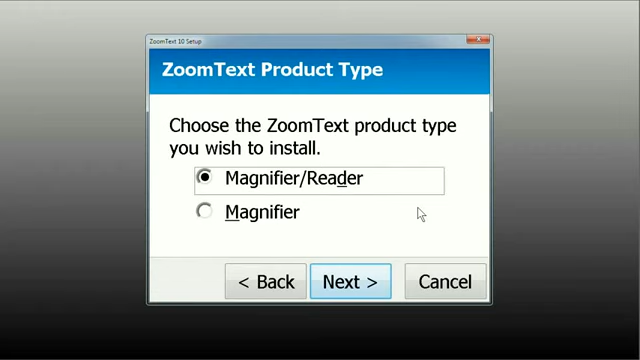 ZoomText 10 Setup
ZoomText Product Type
Choose the ZoomText product type
you wish to install.
Magnifier/Reader
Magnifier
< Back
Next >
Cancel